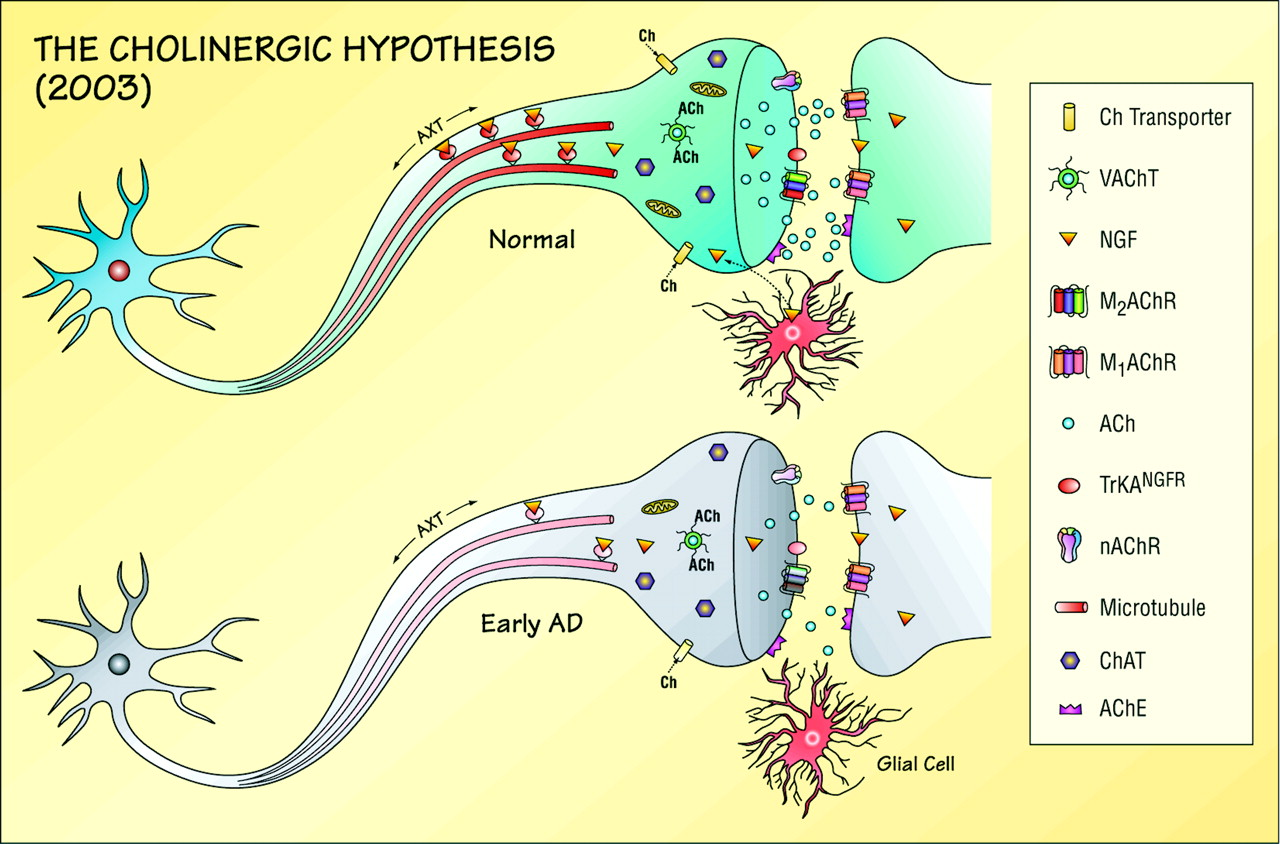 THE CHOLINERGIC HYPOTHESIS
(2003)
Ch
AXT
ACh
ACh
Normal
Ch
AXT
ACh
ACh
Early AD
Ch
Glial Cell
Ch Transporter
VAChT
NGF
M₂AChR
M₁AChR
ACh
TrKAᴺᴳᶠᴿ
nAChR
Microtubule
ChAT
AChE